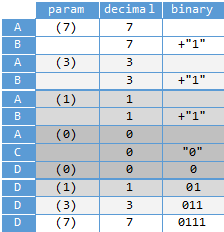 param decimal binary
A (7) 7
B 7 +"1"
A (3) 3
B 3 +"1"
A (1) 1
B 1 +"1"
A (0) 0
C 0 "0"
D (0) 0 0
D (1) 1 01
D (3) 3 011
D (7) 7 0111